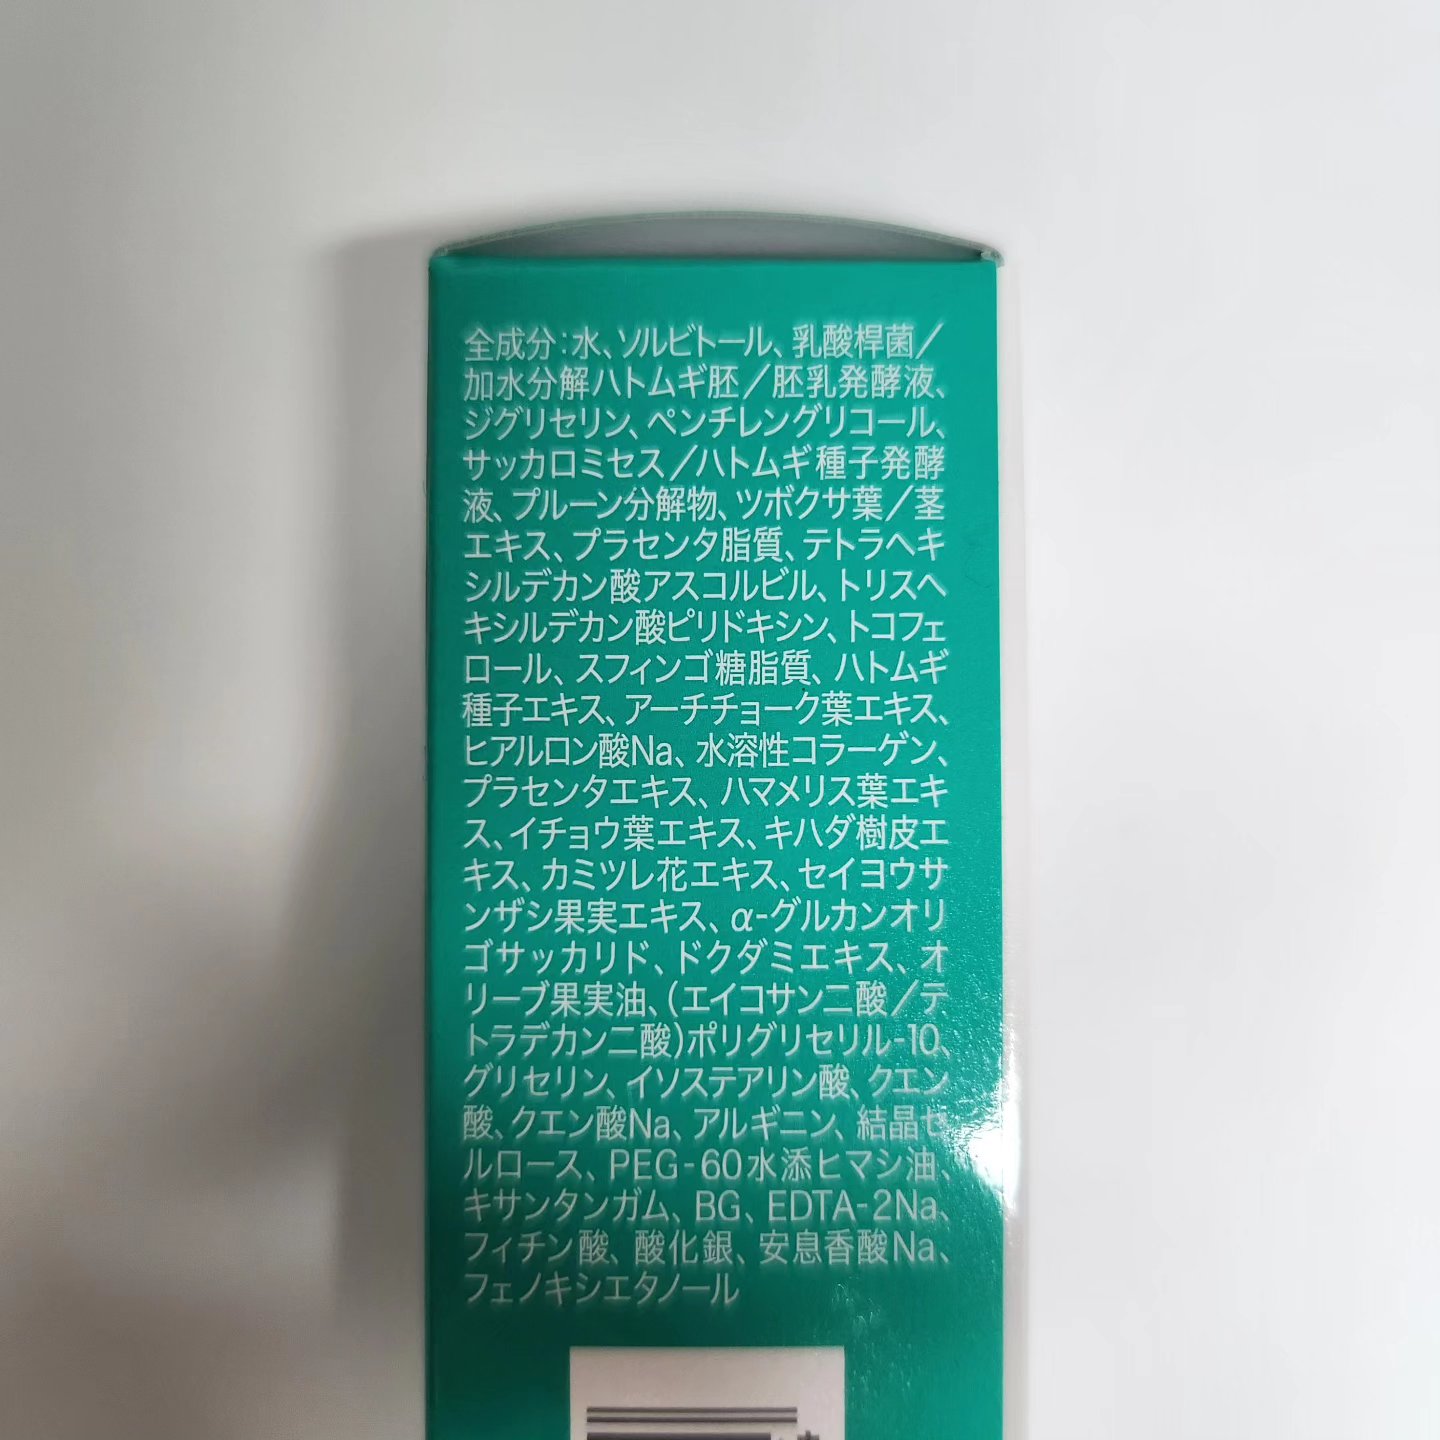 全成分：水、ソルビトール、乳酸桿菌／
加水分解ハトムギ胚／胚乳発酵液、
ジグリセリン、ペンチレングリコール、
サッカロミセス／ハトムギ種子発酵
液、プルーン分解物、ツボクサ葉／茎
エキス、プラセンタ脂質、テトラヘキ
シルデカン酸アスコルビル、トリスヘ
キシルデカン酸ピリドキシン、トコフェ
ロール、スフィンゴ糖脂質、ハトムギ
種子エキス、アーチチョーク葉エキス、
ヒアルロン酸Na、水溶性コラーゲン、
プラセンタエキス、ハマメリス葉エキ
ス、イチョウ葉エキス、キハダ樹皮エ
キス、カミツレ花エキス、セイヨウサ
ンザシ果実エキス、α-グルカンオリ
ゴサッカリド、ドクダミエキス、オ
リーブ果実油、（エイコサン二酸／テ
トラデカン二酸）ポリグリセリル-10、
グリセリン、イソステアリン酸、クエン
酸、クエン酸Na、アルギニン、結晶セ
ルロース、PEG-60水添ヒマシ油、
キサンタンガム、BG、EDTA-2Na、
フィチン酸、酸化銀、安息香酸Na、
フェノキシエタノール